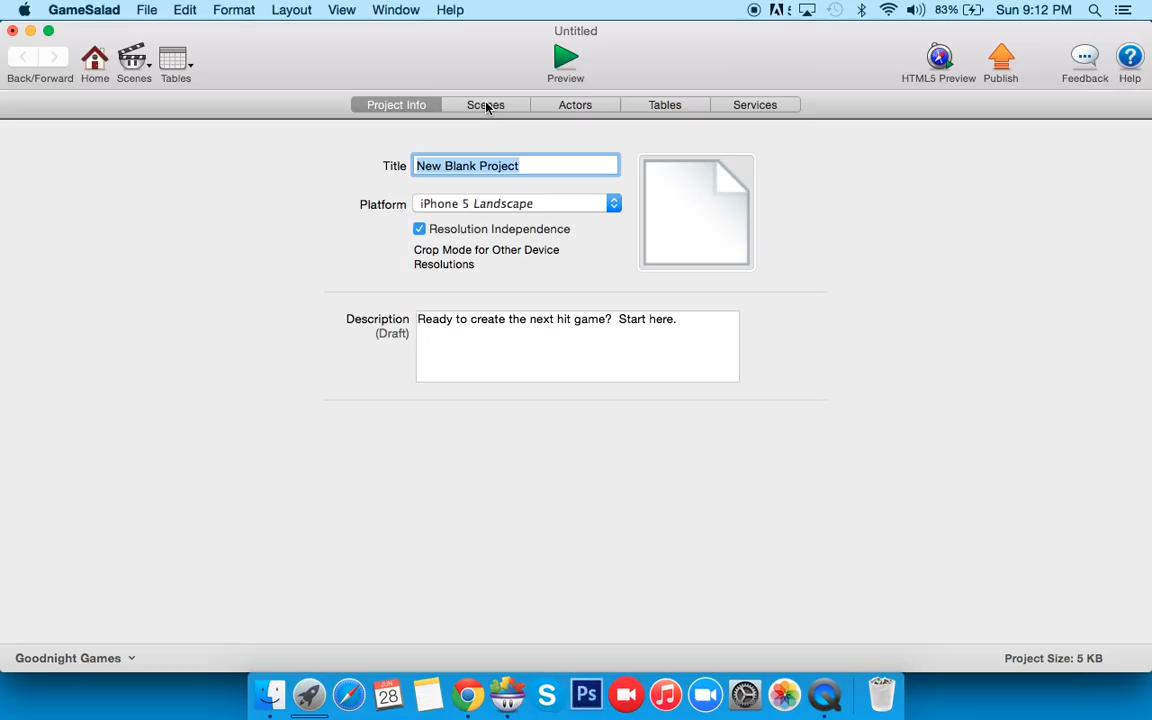 GameSalad File Edit Format Layout View Window Help 83% Sun 9:12 PM
Untitled
Back/Forward Home Scenes Tables Preview HTML5 Preview Publish Feedback Help
Project Info Scenes Actors Tables Services
Title New Blank Project
Platform iPhone 5 Landscape
Resolution Independence
Crop Mode for Other Device
Resolutions
Description Ready to create the next hit game? Start here.
(Draft)
Goodnight Games Project Size: 5 KB
JUN
28
S Ps